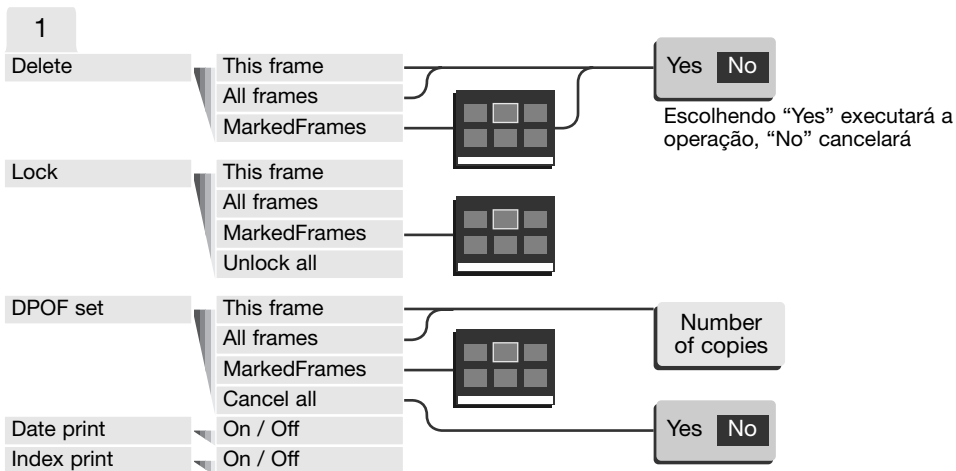 1
Delete
This frame
All frames
MarkedFrames
Yes No
Escolhendo “Yes” executará a
operação, “No” cancelará
Lock
This frame
All frames
MarkedFrames
Unlock all
DPOF set
This frame
All frames
MarkedFrames
Cancel all
Number
of copies
Date print
On / Off
Yes No
Index print
On / Off